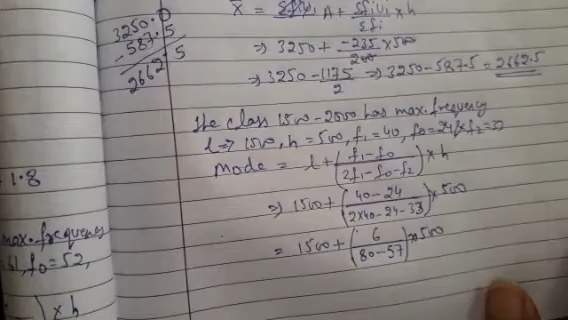 3250.0
-587.5
2662 5
x̄ = Σfiui A + Σfiui/Σfi × h
⇒ 3250 + -235/200 × 500
⇒ 3250 - 1175/2 ⇒ 3250 - 587.5 = 2662.5
The class 1500-2000 has max. frequency
l ⇒ 1500, h = 500, f1 = 40, f0 = 24 & f2 = 33
Mode = l + (f1 - f0 / 2f1 - f0 - f2) × h
⇒ 1500 + (40 - 24 / 2×40 - 24 - 33) × 500
= 1500 + (6 / 80 - 57) × 500
1.8
max. frequency
f0 = 52,
) × h